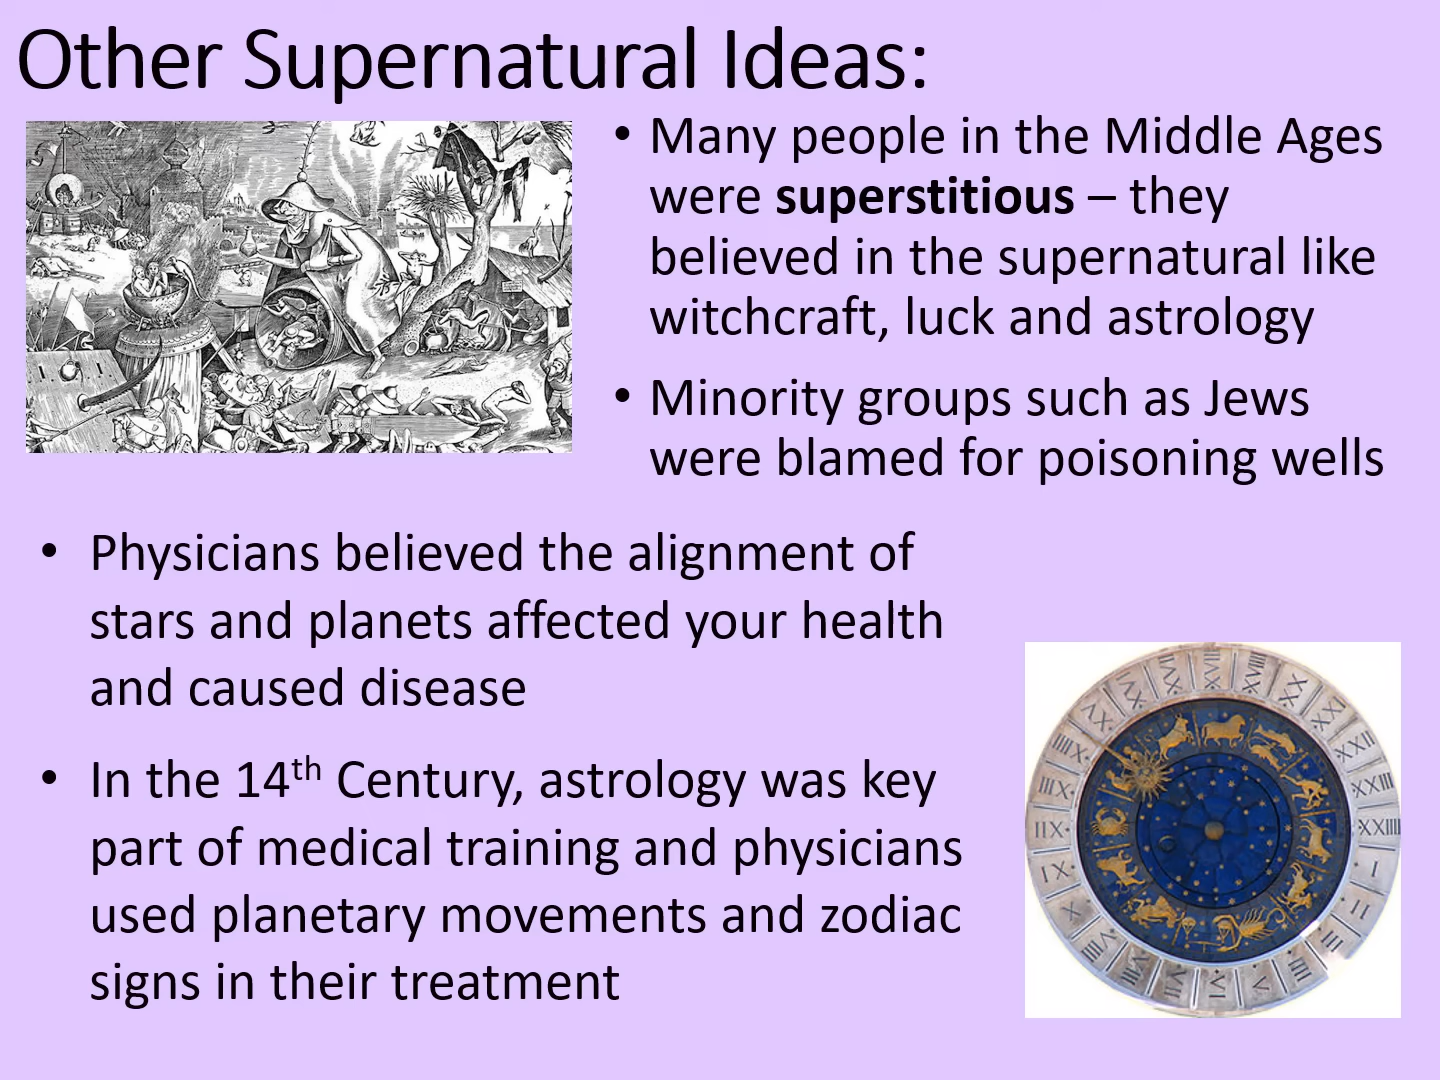 Other Supernatural Ideas:
• Many people in the Middle Ages
were superstitious – they
believed in the supernatural like
witchcraft, luck and astrology
• Minority groups such as Jews
were blamed for poisoning wells
• Physicians believed the alignment of
stars and planets affected your health
and caused disease
• In the 14th Century, astrology was key
part of medical training and physicians
used planetary movements and zodiac
signs in their treatment